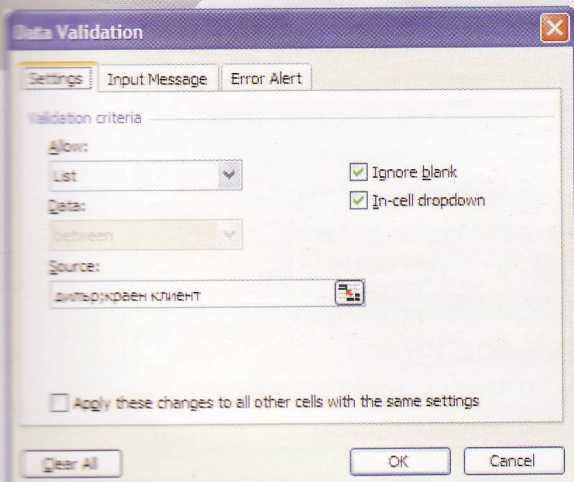 Data Validation
Settings Input Message Error Alert
Validation criteria
Allow:
List
Ignore blank
Data:
In-cell dropdown
between
Source:
дилър;краен клиент
Apply these changes to all other cells with the same settings
Clear All OK Cancel